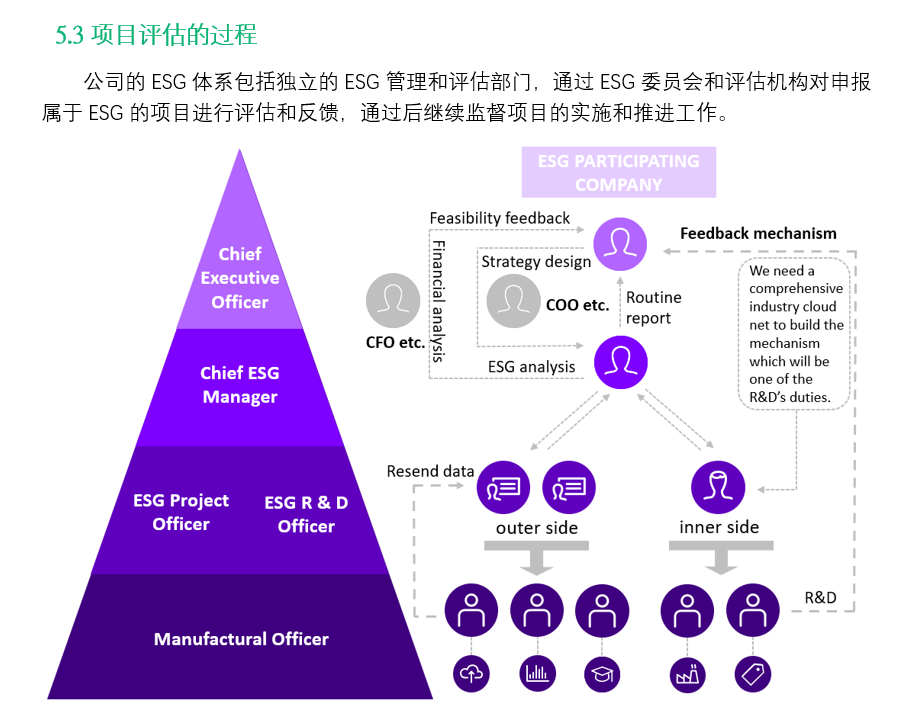 5.3 项目评估的过程
公司的 ESG 体系包括独立的 ESG 管理和评估部门，通过 ESG 委员会和评估机构对申报
属于 ESG 的项目进行评估和反馈，通过后继续监督项目的实施和推进工作。
Chief
Executive
Officer
Chief ESG
Manager
ESG Project
Officer
ESG R & D
Officer
Manufactural Officer
ESG PARTICIPATING
COMPANY
Feasibility feedback
Financial analysis
Strategy design
CFO etc.
COO etc.
Routine
report
ESG analysis
Feedback mechanism
We need a
comprehensive
industry cloud
net to build the
mechanism
which will be
one of the
R&D's duties.
Resend data
outer side
inner side
R&D